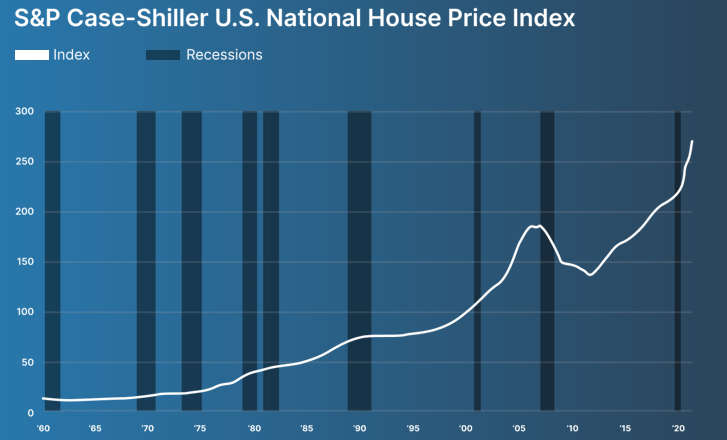 S&P Case-Shiller U.S. National House Price Index
Index Recessions
300
250
200
150
100
50
0
'60 '65 '70 '75 '80 '85 '90 '95 '00 '05 '10 '15 '20